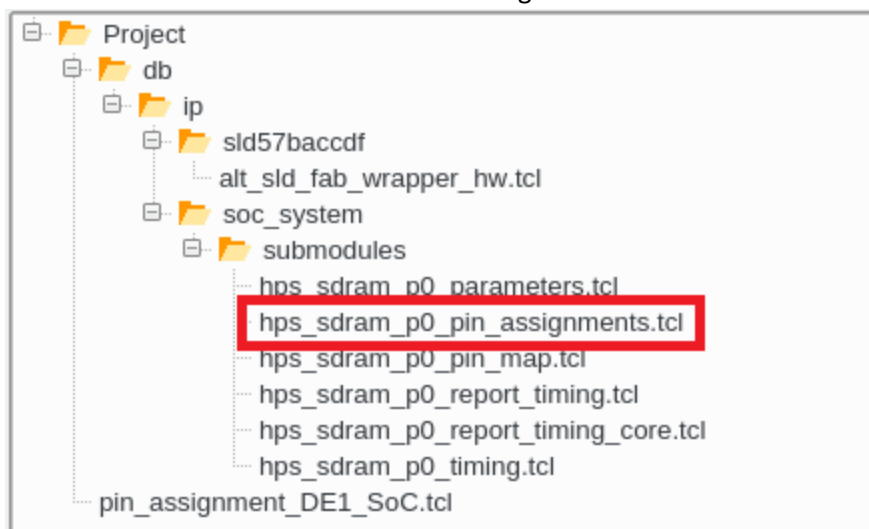 Project
db
ip
sld57baccdf
alt_sld_fab_wrapper_hw.tcl
soc_system
submodules
hps_sdram_p0_parameters.tcl
hps_sdram_p0_pin_assignments.tcl
hps_sdram_p0_pin_map.tcl
hps_sdram_p0_report_timing.tcl
hps_sdram_p0_report_timing_core.tcl
hps_sdram_p0_timing.tcl
pin_assignment_DE1_SoC.tcl